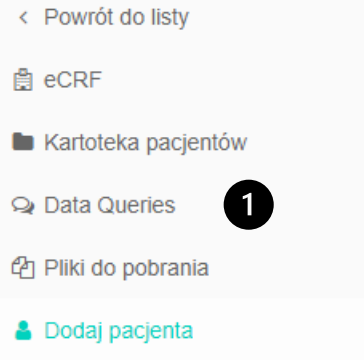 Powrót do listy
eCRF
Kartoteka pacjentów
Data Queries 1
Pliki do pobrania
Dodaj pacjenta